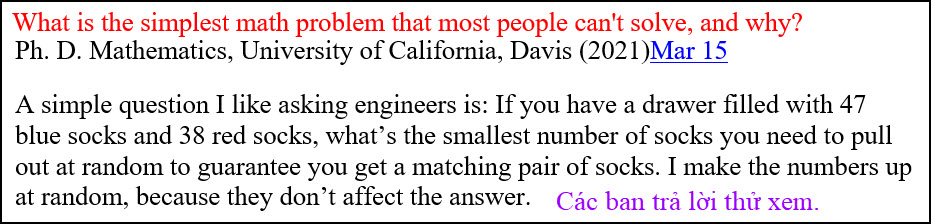 What is the simplest math problem that most people can't solve, and why?
Ph. D. Mathematics, University of California, Davis (2021)Mar 15
A simple question I like asking engineers is: If you have a drawer filled with 47
blue socks and 38 red socks, what’s the smallest number of socks you need to pull
out at random to guarantee you get a matching pair of socks. I make the numbers up
at random, because they don’t affect the answer. Các ban trả lời thử xem.